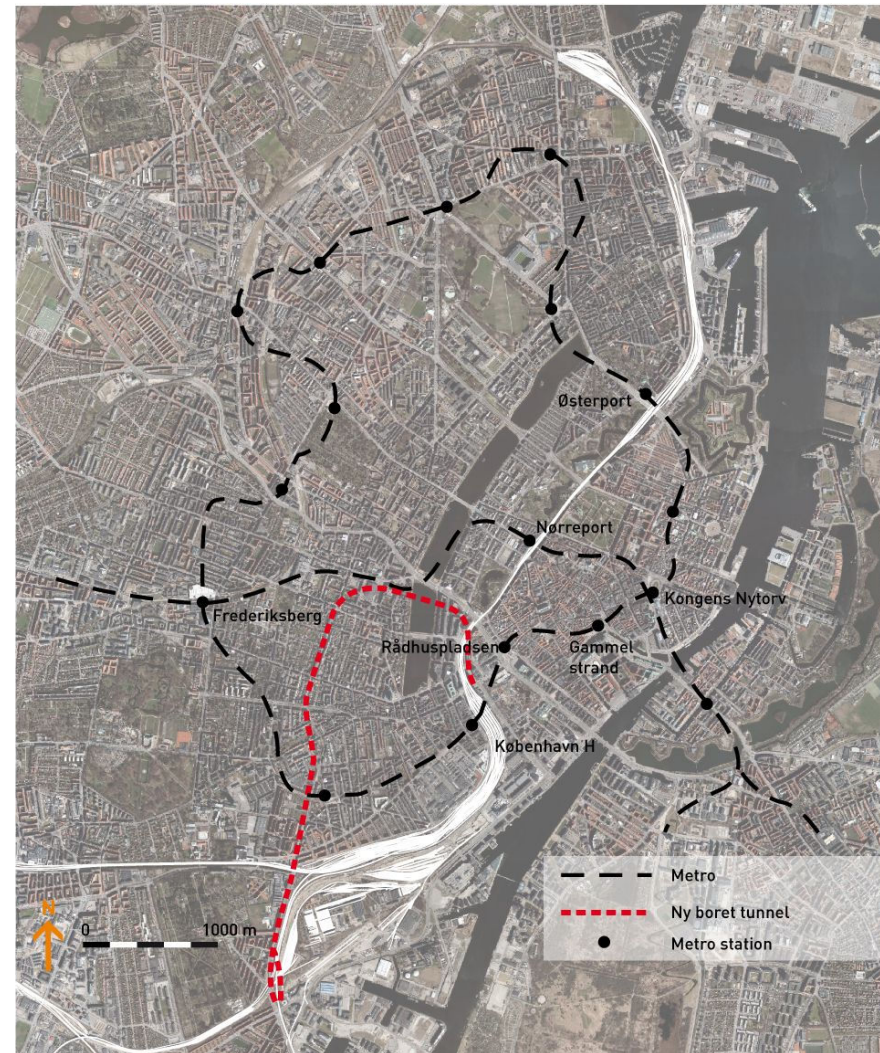 Østerport
Nørreport
Kongens Nytorv
Frederiksberg
Rådhuspladsen
Gammel
strand
København H
Metro
Ny boret tunnel
Metro station
N
0
1000 m